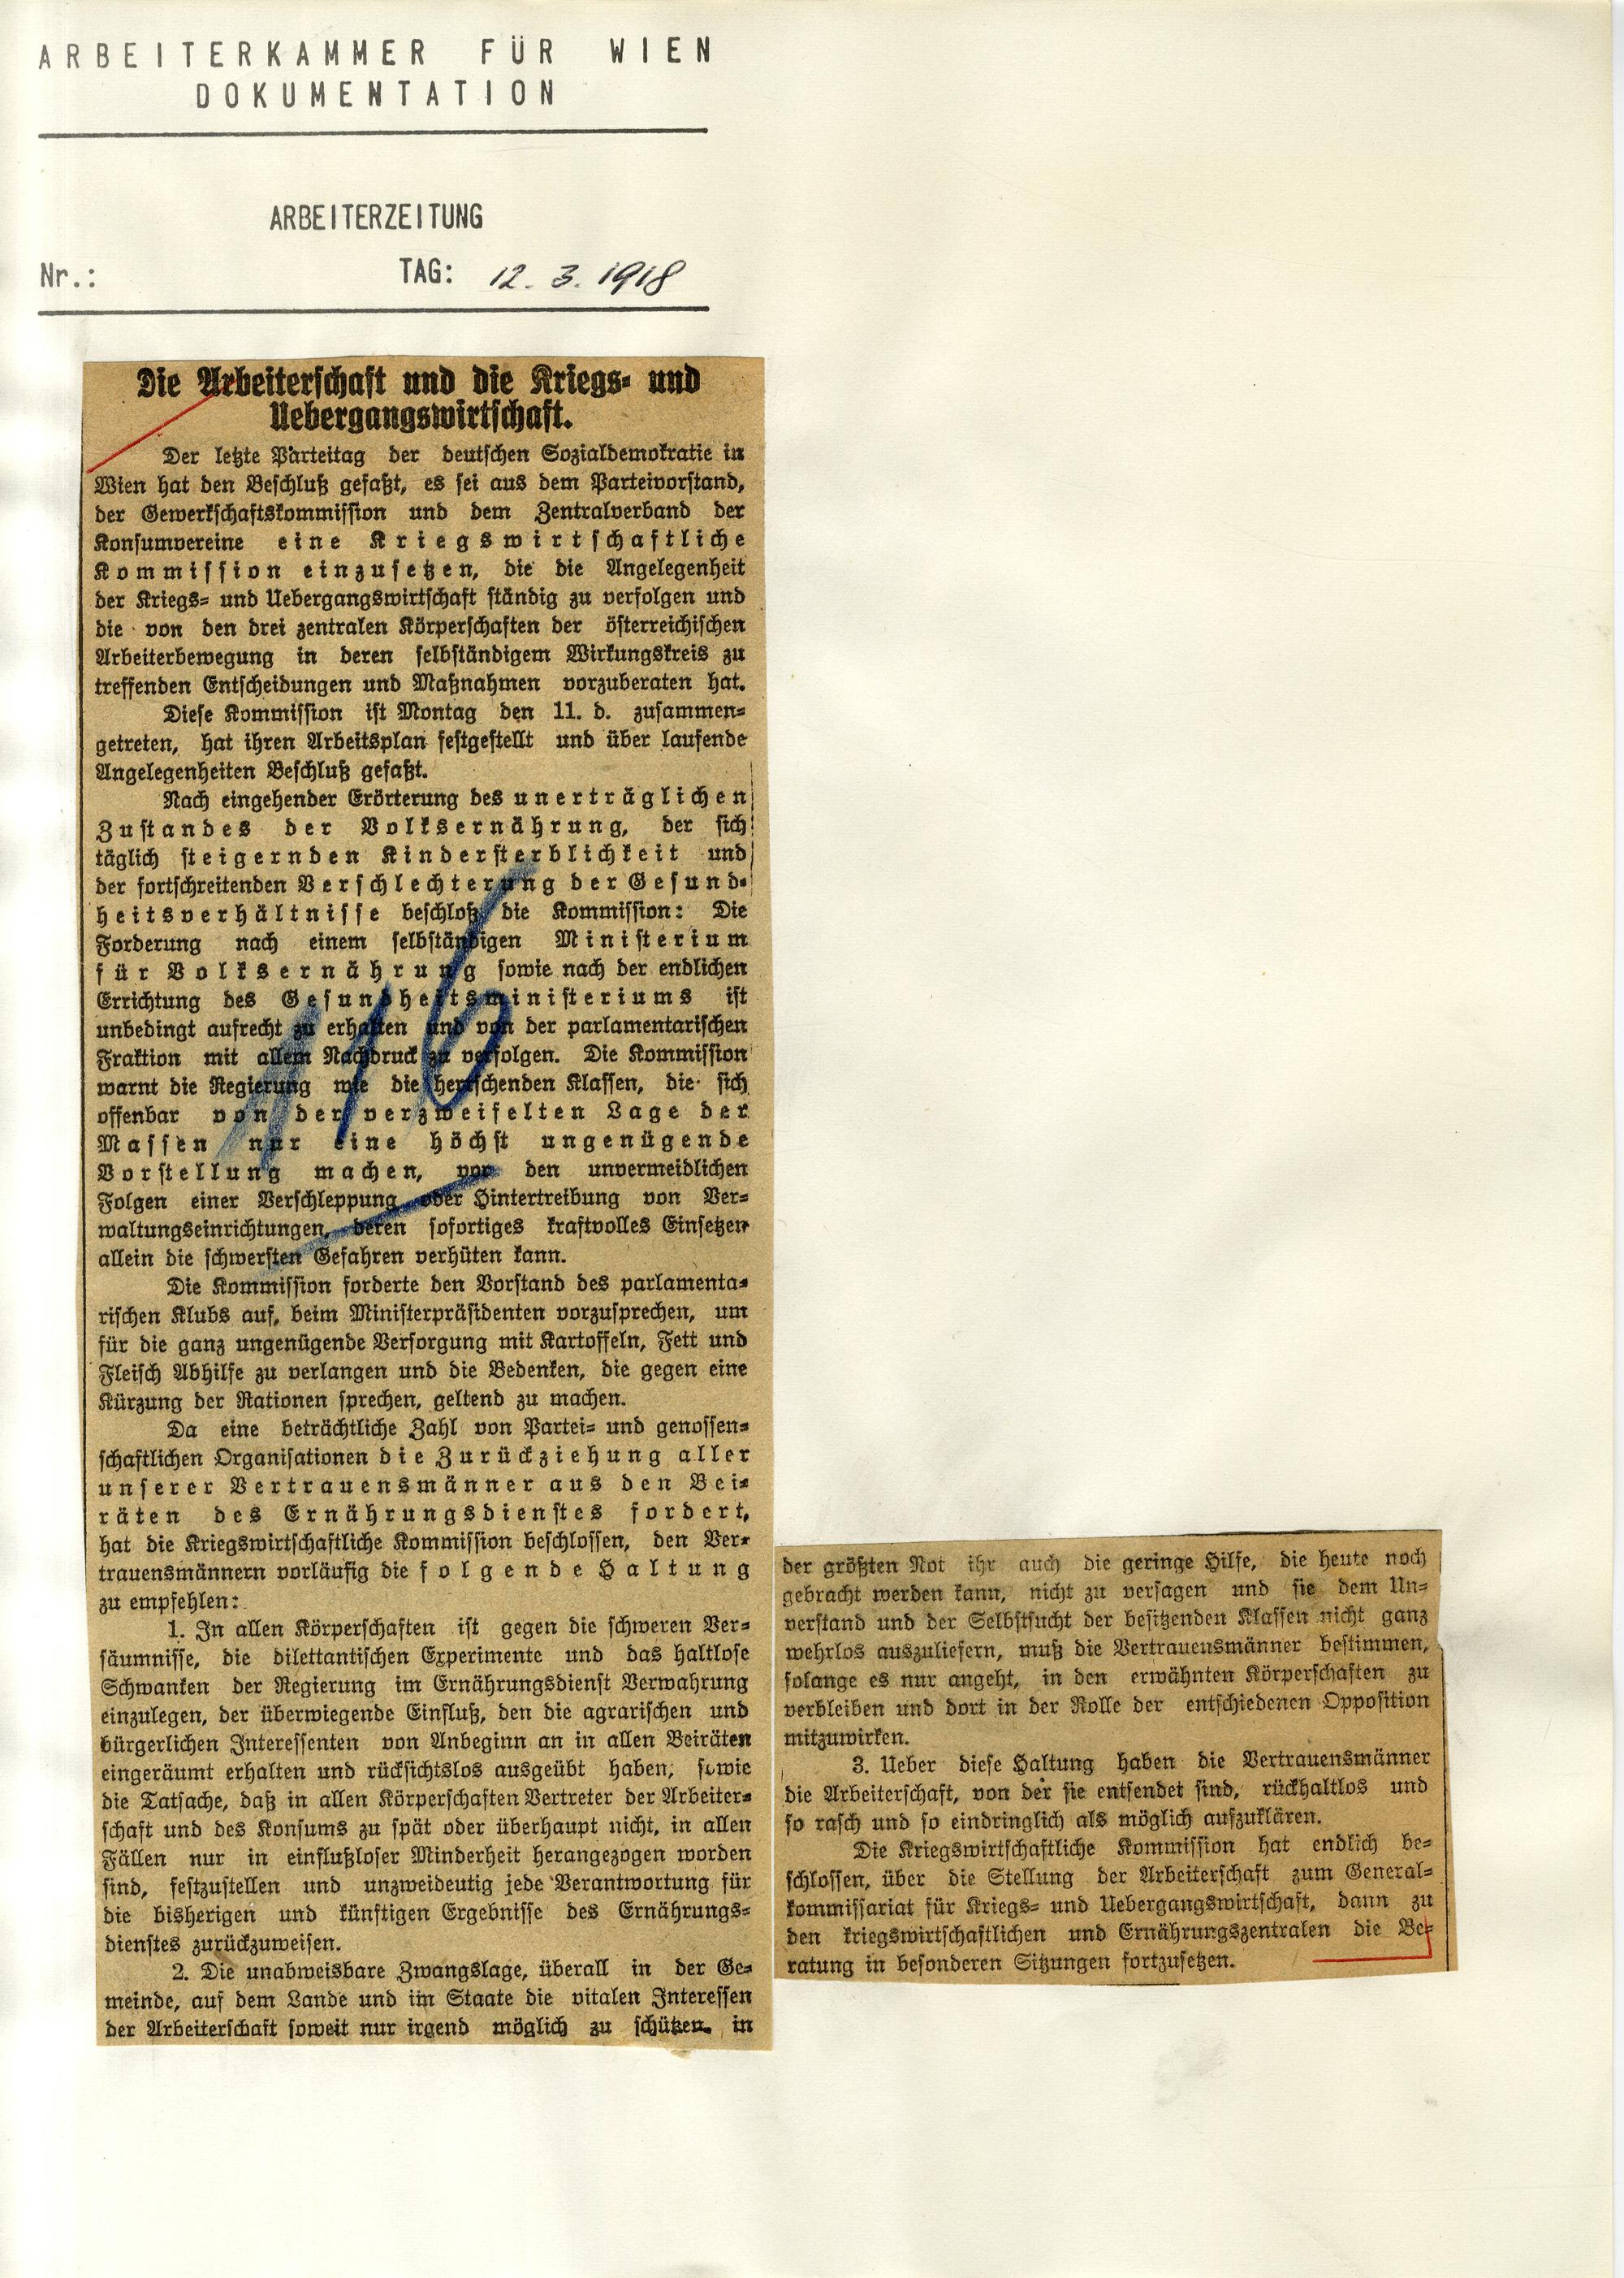 ARBEITERKAMMER FÜR WIEN
DOKUMENTATION
ARBEITERZEITUNG
Nr.: TAG: 12. 3. 1918
Die Arbeiterschaft und die Kriegs- und
Uebergangswirtschaft.
Der letzte Parteitag der deutschen Sozialdemokratie in
Wien hat den Beschluß gefaßt, es sei aus dem Parteivorstand,
der Gewerkschaftskommission und dem Zentralverband der
Konsumvereine eine Kriegswirtschaftliche
Kommission einzusetzen, die die Angelegenheit
der Kriegs- und Uebergangswirtschaft ständig zu verfolgen und
die von den drei zentralen Körperschaften der österreichischen
Arbeiterbewegung in deren selbständigem Wirkungskreis zu
treffenden Entscheidungen und Maßnahmen vorzuberaten hat.
Diese Kommission ist Montag den 11. d. zusammen-
getreten, hat ihren Arbeitsplan festgestellt und über laufende
Angelegenheiten Beschluß gefaßt.
Nach eingehender Erörterung des unerträglichen
Zustandes der Volksernährung, der sich
täglich steigernden Kindersterblichkeit und
der fortschreitenden Verschlechterung der Gesund-
heitsverhältnisse beschloß die Kommission: Die
Forderung nach einem selbständigen Ministerium
für Volksernährung sowie nach der endlichen
Errichtung des Gesundheitsministeriums ist
unbedingt aufrecht zu erhalten und von der parlamentarischen
Fraktion mit allem Nachdruck zu verfolgen. Die Kommission
warnt die Regierung wie die herrschenden Klassen, die sich
offenbar von der verzweifelten Lage der
Massen nur eine höchst ungenügende
Vorstellung machen, vor den unvermeidlichen
Folgen einer Verschleppung oder Hintertreibung von Ver-
waltungseinrichtungen, deren sofortiges kraftvolles Einsetzen
allein die schwersten Gefahren verhüten kann.
Die Kommission forderte den Vorstand des parlamenta-
rischen Klubs auf, beim Ministerpräsidenten vorzusprechen, um
für die ganz ungenügende Versorgung mit Kartoffeln, Fett und
Fleisch Abhilfe zu verlangen und die Bedenken, die gegen eine
Kürzung der Rationen sprechen, geltend zu machen.
Da eine beträchtliche Zahl von Partei- und genossen-
schaftlichen Organisationen die Zurückziehung aller
unserer Vertrauensmänner aus den Bei-
räten des Ernährungsdienstes fordert,
hat die Kriegswirtschaftliche Kommission beschlossen, den Ver-
trauensmännern vorläufig die folgende Haltung
zu empfehlen:
1. In allen Körperschaften ist gegen die schweren Ver-
säumnisse, die dilettantischen Experimente und das haltlose
Schwanken der Regierung im Ernährungsdienst Verwahrung
einzulegen, der überwiegende Einfluß, den die agrarischen und
bürgerlichen Interessenten von Anbeginn an in allen Beiräten
eingeräumt erhalten und rücksichtslos ausgeübt haben, sowie
die Tatsache, daß in allen Körperschaften Vertreter der Arbeiter-
schaft und des Konsums zu spät oder überhaupt nicht, in allen
Fällen nur in einflußloser Minderheit herangezogen worden
sind, festzustellen und unzweideutig jede Verantwortung für
die bisherigen und künftigen Ergebnisse des Ernährungs-
dienstes zurückzuweisen.
2. Die unabweisbare Zwangslage, überall in der Ge-
meinde, auf dem Lande und im Staate die vitalen Interessen
der Arbeiterschaft soweit nur irgend möglich zu schützen, in
der größten Not ihr auch die geringe Hilfe, die heute noch
gebracht werden kann, nicht zu versagen und sie dem Un-
verstand und der Selbstsucht der besitzenden Klassen nicht ganz
wehrlos auszuliefern, muß die Vertrauensmänner bestimmen,
solange es nur angeht, in den erwähnten Körperschaften zu
verbleiben und dort in der Rolle der entschiedenen Opposition
mitzuwirken.
3. Ueber diese Haltung haben die Vertrauensmänner
die Arbeiterschaft, von der sie entsendet sind, rückhaltlos und
so rasch und so eindringlich als möglich aufzuklären.
Die Kriegswirtschaftliche Kommission hat endlich be-
schlossen, über die Stellung der Arbeiterschaft zum General-
kommissariat für Kriegs- und Uebergangswirtschaft, dann zu
den kriegswirtschaftlichen und Ernährungszentralen die Be-
ratung in besonderen Sitzungen fortzusetzen.